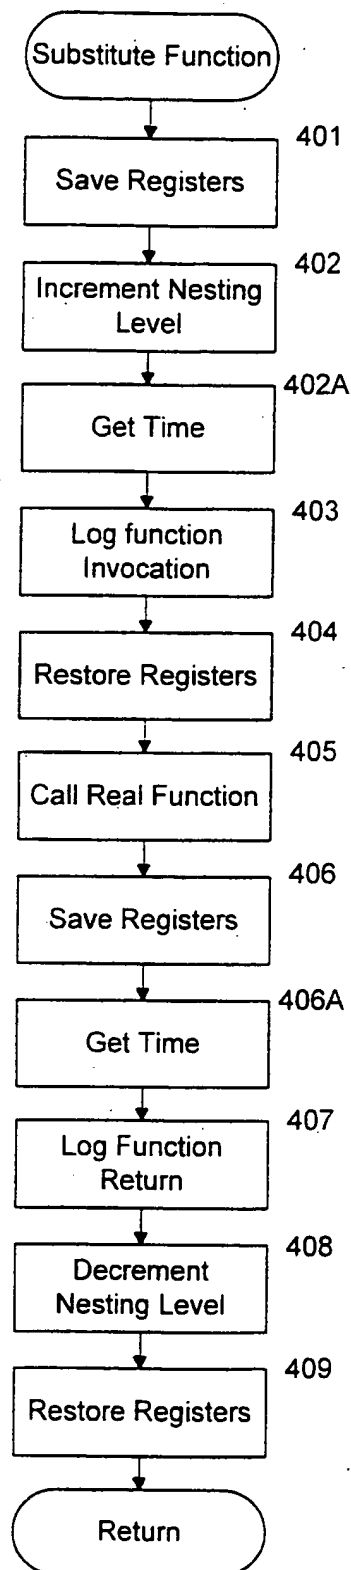 Substitute Function
401
Save Registers
402
Increment Nesting
Level
402A
Get Time
403
Log function
Invocation
404
Restore Registers
405
Call Real Function
406
Save Registers
406A
Get Time
407
Log Function
Return
408
Decrement
Nesting Level
409
Restore Registers
Return